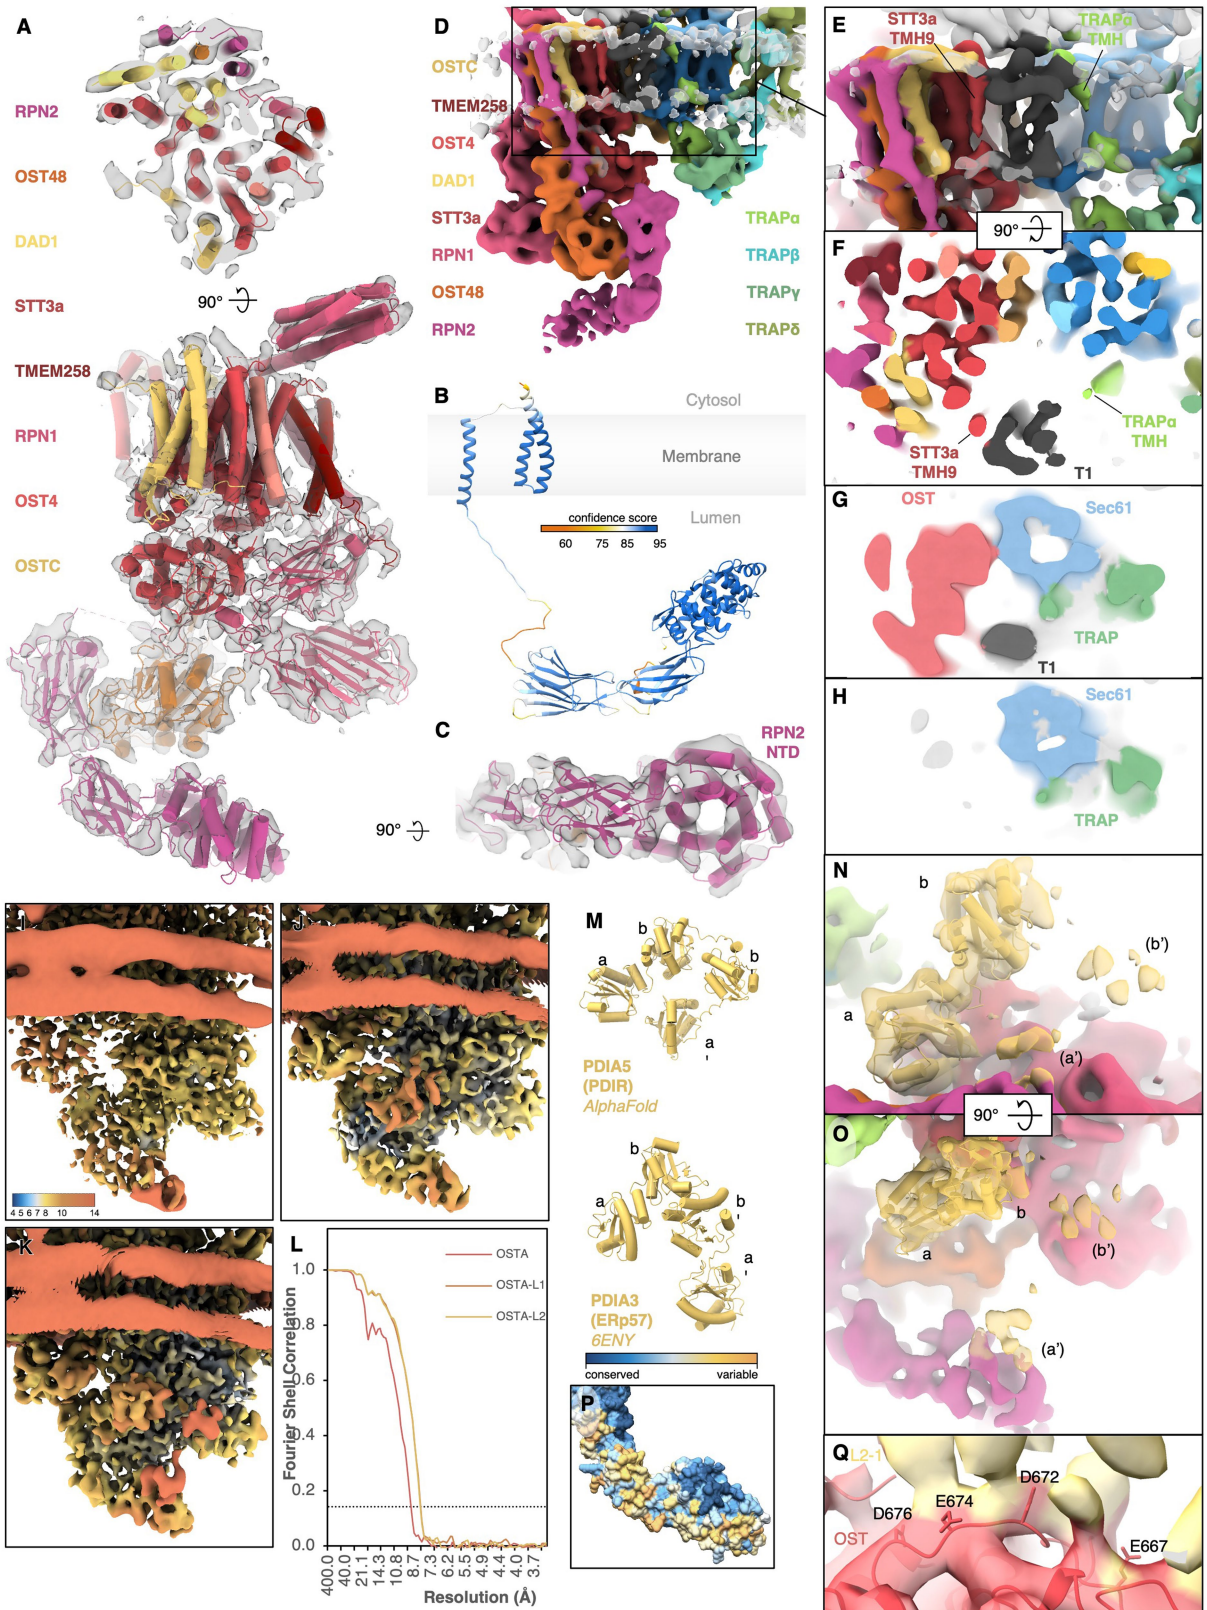 A
RPN2
OST48
DAD1
STT3a
90°
TMEM258
RPN1
OST4
OSTC
D
OSTC
TMEM258
OST4
DAD1
STT3a
RPN1
OST48
RPN2
TRAPα
TRAPβ
TRAPγ
TRAPδ
B
Cytosol
Membrane
Lumen
confidence score
60 75 85 95
C
RPN2
NTD
90°
E
STT3a
TMH9
TRAPα
TMH
90°
F
STT3a
TMH9
T1
TRAPα
TMH
G
OST
Sec61
TRAP
T1
H
Sec61
TRAP
I
4 5 6 7 8 10 14
J
K
L
OSTA
OSTA-L1
OSTA-L2
Fourier Shell Correlation
1.0
0.8
0.6
0.4
0.2
0.0
400.0 40.0 21.1 14.3 10.8 8.7 7.3 6.2 5.5 4.9 4.4 4.0 3.7
Resolution (Å)
M
b
a
b'
a'
PDIA5
(PDIR)
AlphaFold
b
a
b'
a'
PDIA3
(ERp57)
6ENY
conserved variable
P
N
b
(b')
a
(a')
90°
O
b
a
(b')
(a')
Q
L2-1
D672
E674
D676
OST
E667